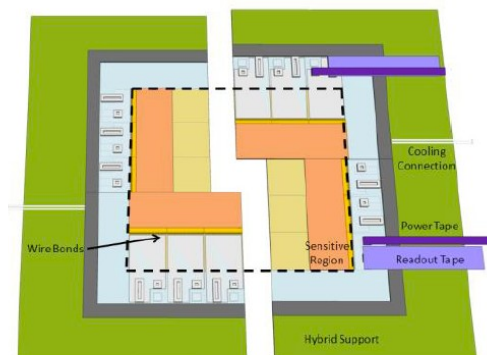 Cooling
Connection
Power Tape
Wire Bonds
Sensitive
Region
Readout Tape
Hybrid Support